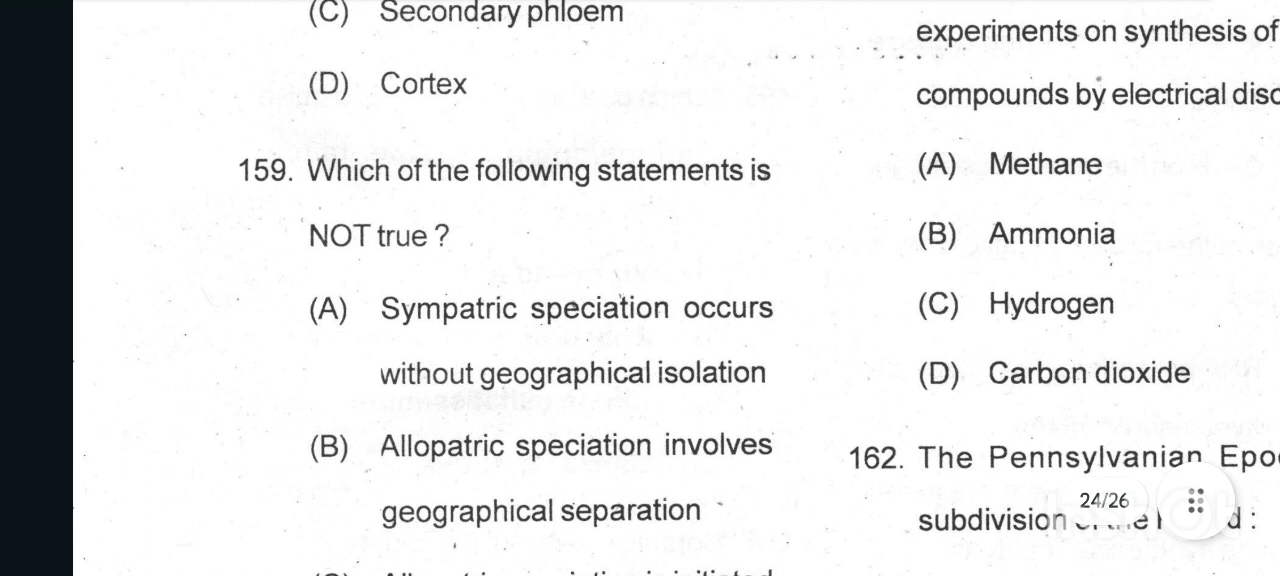 (C) Secondary phloem
(D) Cortex
159. Which of the following statements is
NOT true ?
(A) Sympatric speciation occurs
without geographical isolation
(B) Allopatric speciation involves
geographical separation
experiments on synthesis of
compounds by electrical
(A) Methane
(B) Ammonia
(C) Hydrogen
(D) Carbon dioxide
162. The Pennsylvanian
subdivision
24/26